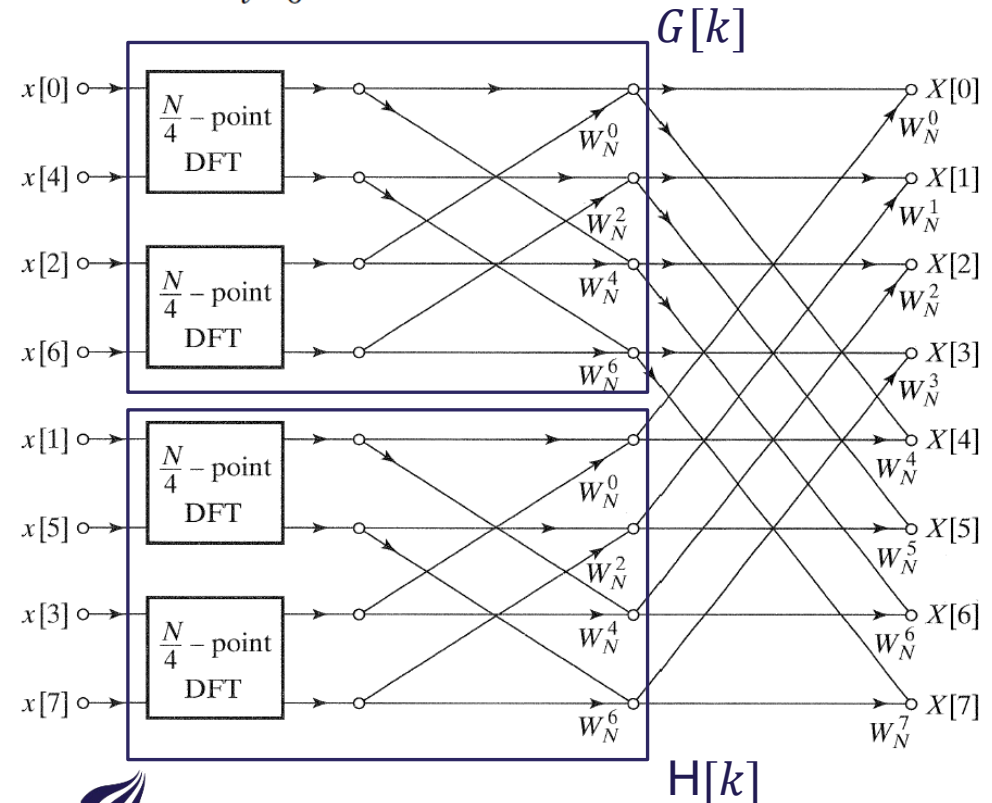 G[k]
x[0] N/4 – point DFT W_N^0 X[0] W_N^0
x[4] W_N^2 X[1] W_N^1
x[2] N/4 – point DFT W_N^4 X[2] W_N^2
x[6] W_N^6 X[3] W_N^3
x[1] N/4 – point DFT W_N^0 X[4] W_N^4
x[5] W_N^2 X[5] W_N^5
x[3] N/4 – point DFT W_N^4 X[6] W_N^6
x[7] W_N^6 X[7] W_N^7
H[k]